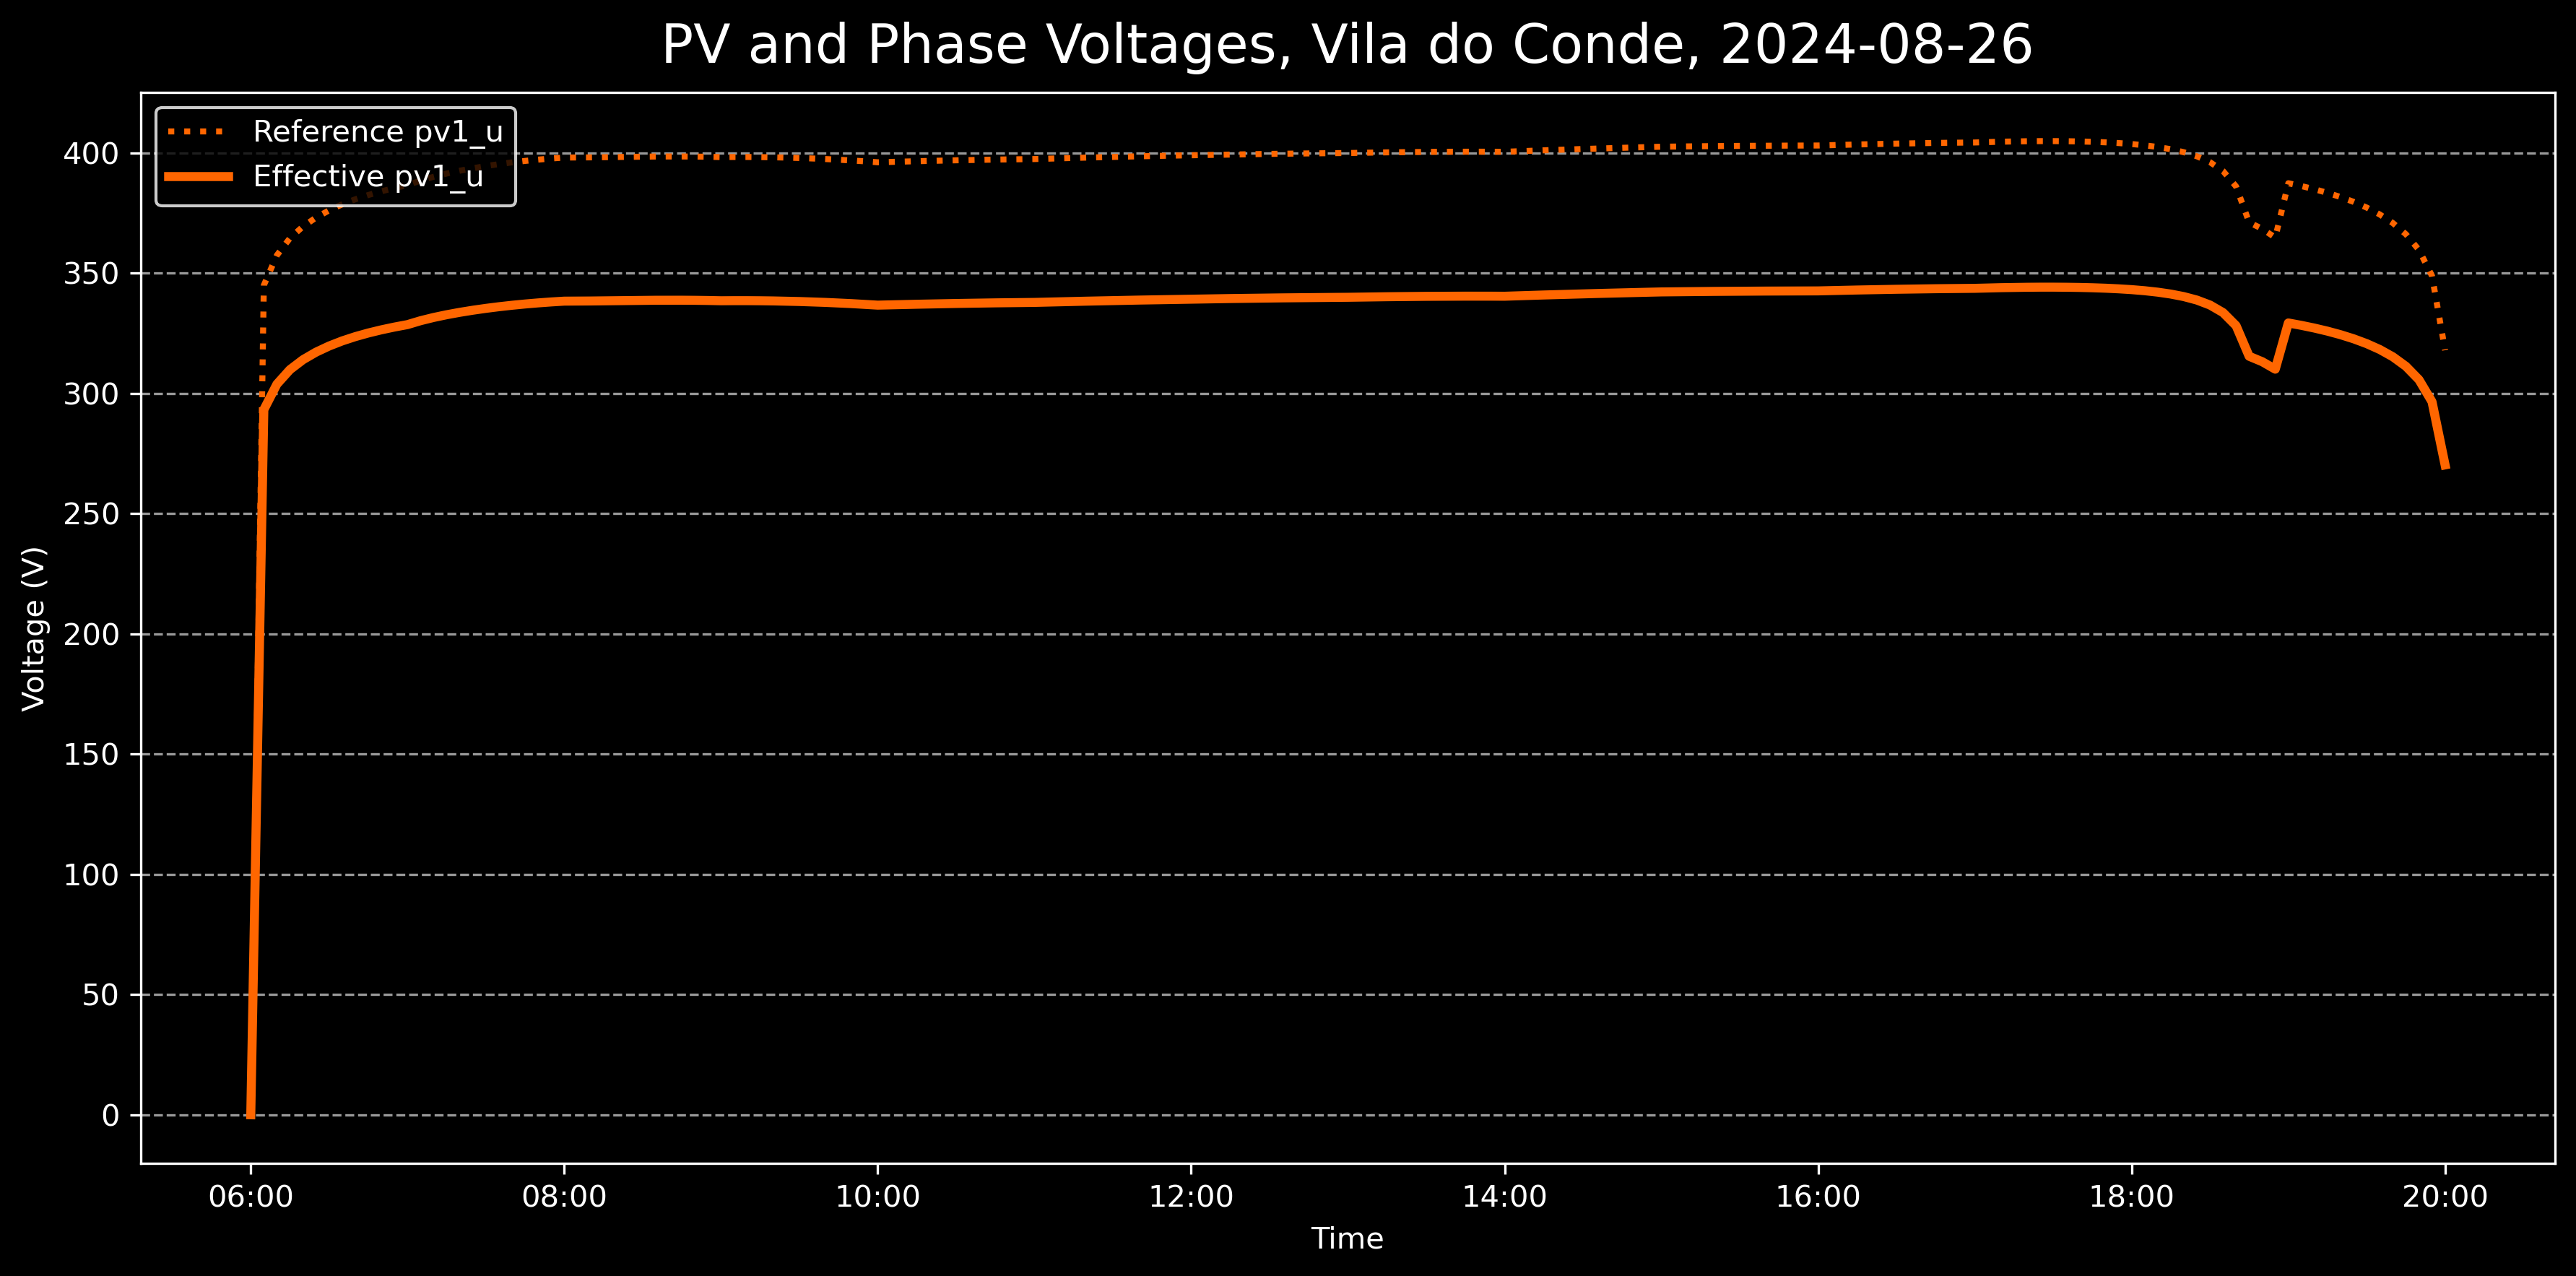 PV and Phase Voltages, Vila do Conde, 2024-08-26
Reference pv1_u
Effective pv1_u
400
350
300
250
200
150
100
50
0
Voltage (V)
06:00 08:00 10:00 12:00 14:00 16:00 18:00 20:00
Time